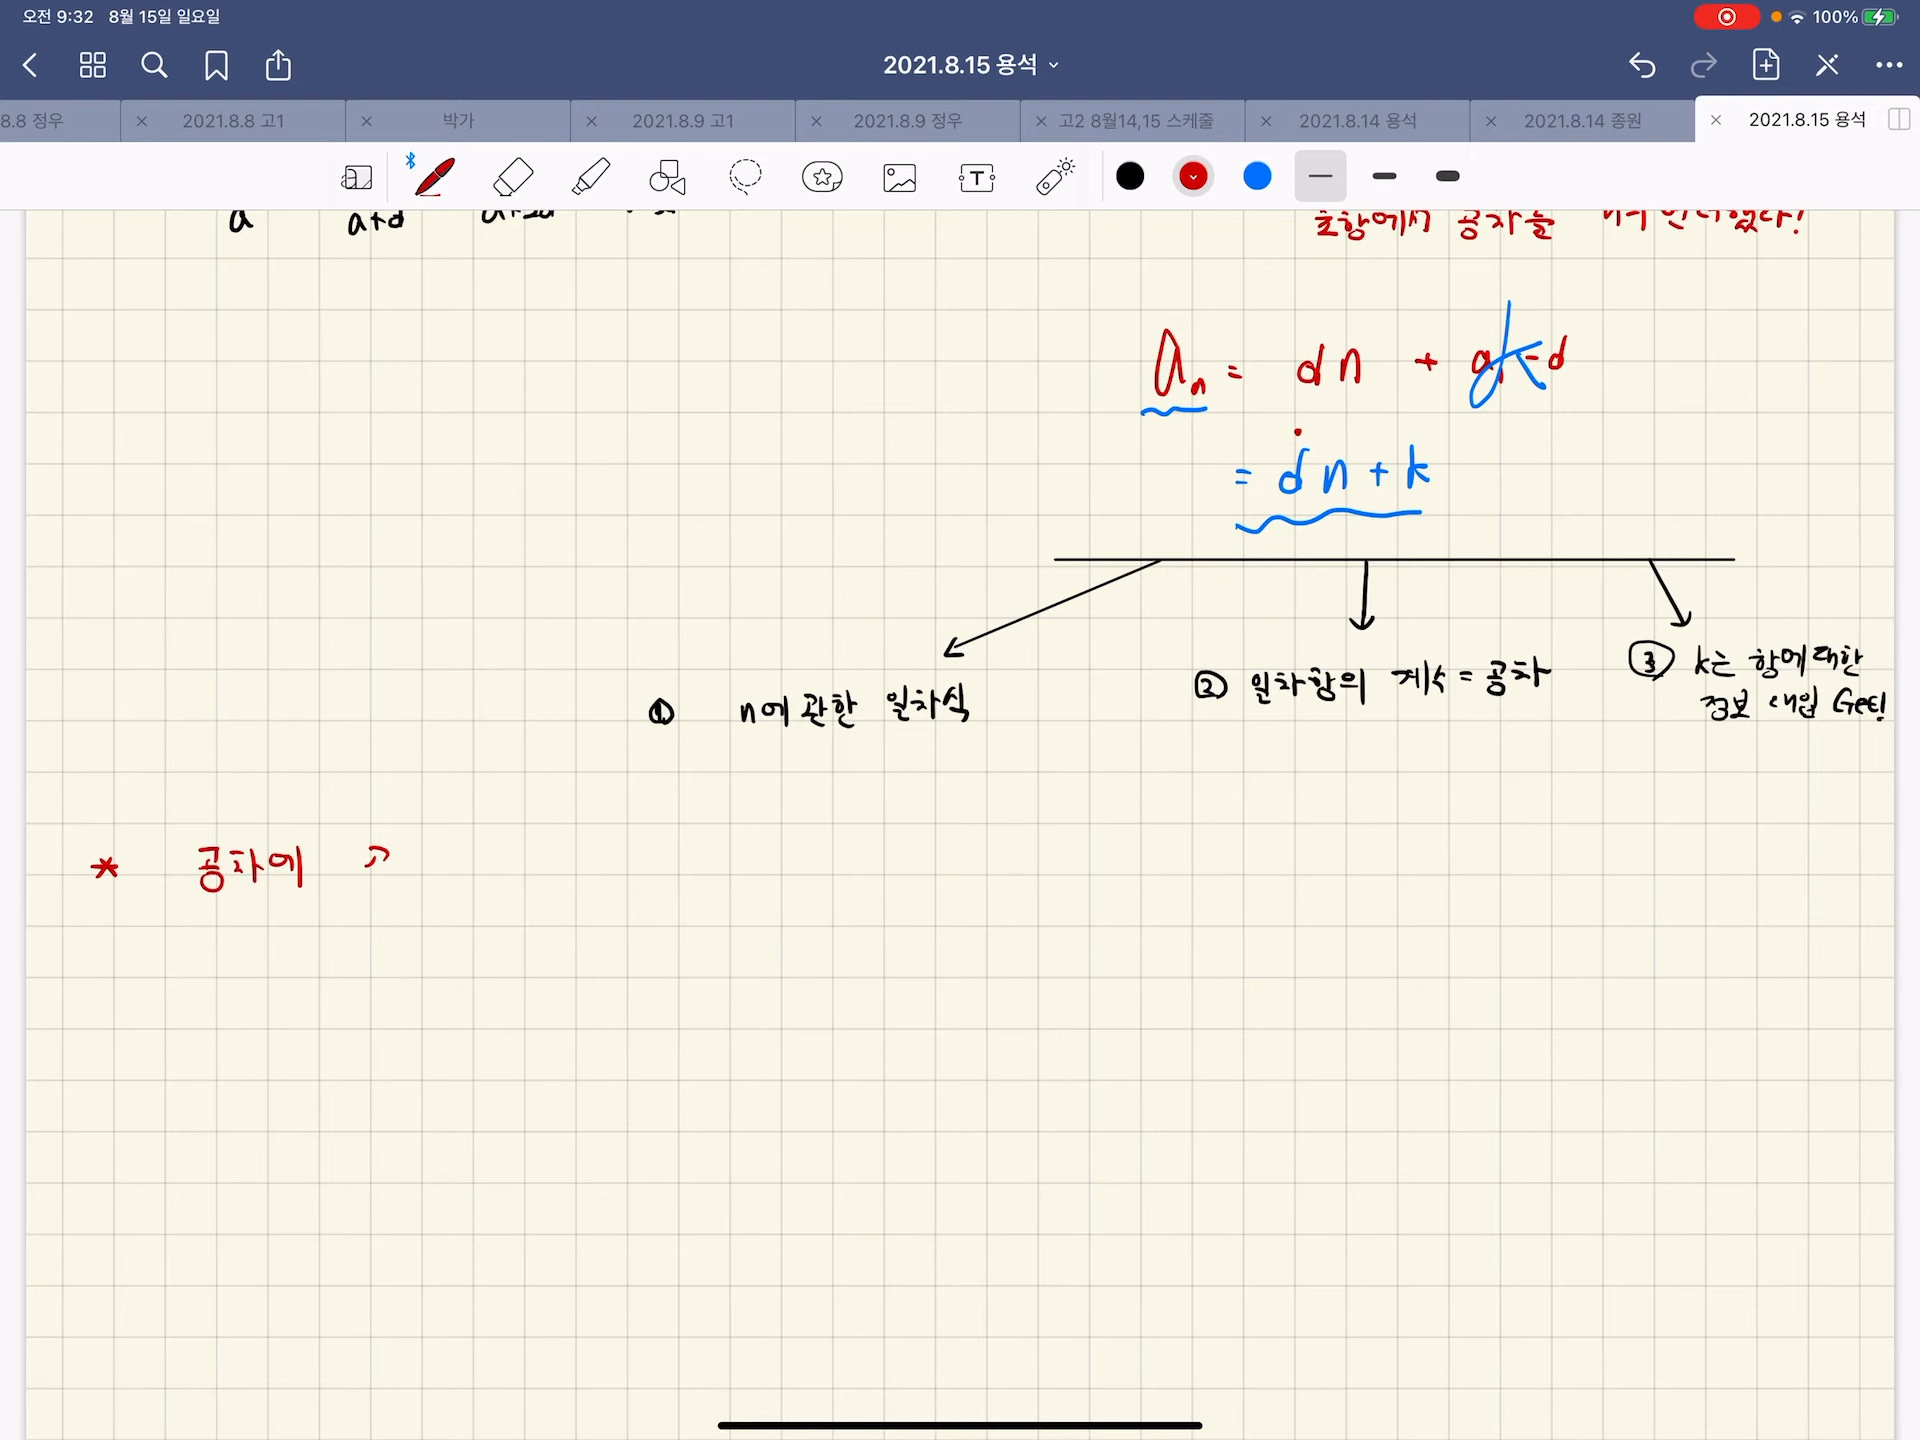 오전 9:32 8월 15일 일요일
100%
2021.8.15 용석
8.8 정우
2021.8.8 고1
박가
2021.8.9 고1
2021.8.9 정우
고2 8월14,15 스케줄
2021.8.14 용석
2021.8.14 종원
2021.8.15 용석
a a+d a+2d
초항에서 공차를
aₙ = dn + a₁ - d
k
= dn + k
① n에 관한 일차식
② 일차항의 계수 = 공차
③ k는 항에 대한
정보 대입 Get!
* 공차에